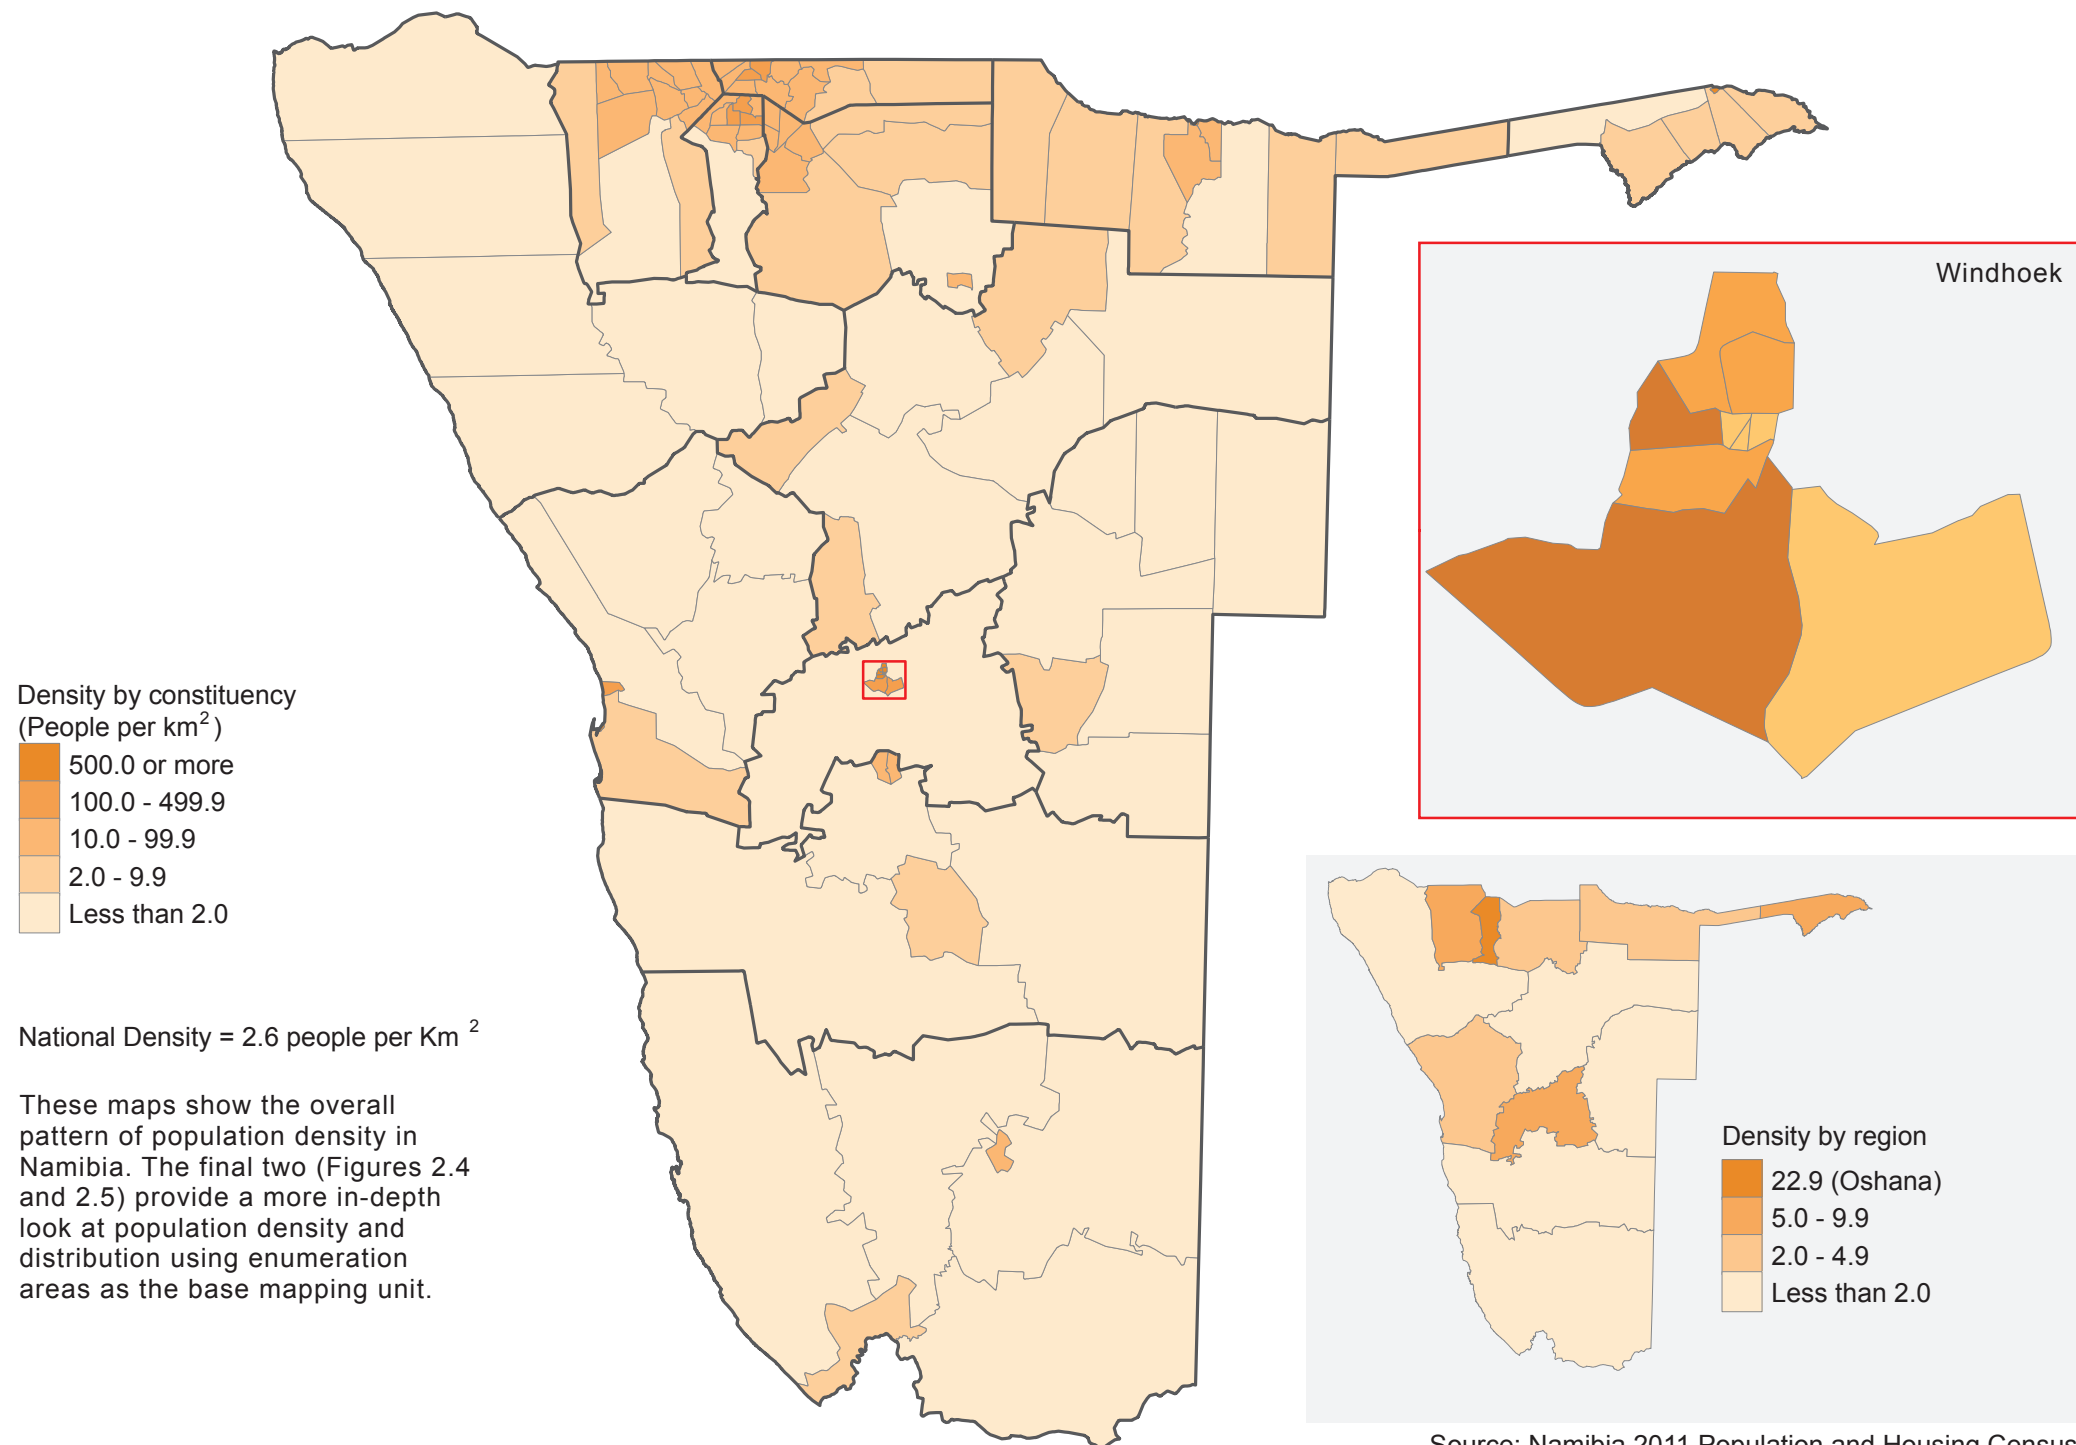 Windhoek
Density by constituency
(People per km²)
500.0 or more
100.0 - 499.9
10.0 - 99.9
2.0 - 9.9
Less than 2.0
National Density = 2.6 people per Km ²
These maps show the overall
pattern of population density in
Namibia. The final two (Figures 2.4
and 2.5) provide a more in-depth
look at population density and
distribution using enumeration
areas as the base mapping unit.
Density by region
22.9 (Oshana)
5.0 - 9.9
2.0 - 4.9
Less than 2.0
Source: Namibia 2011 Population and Housing Census